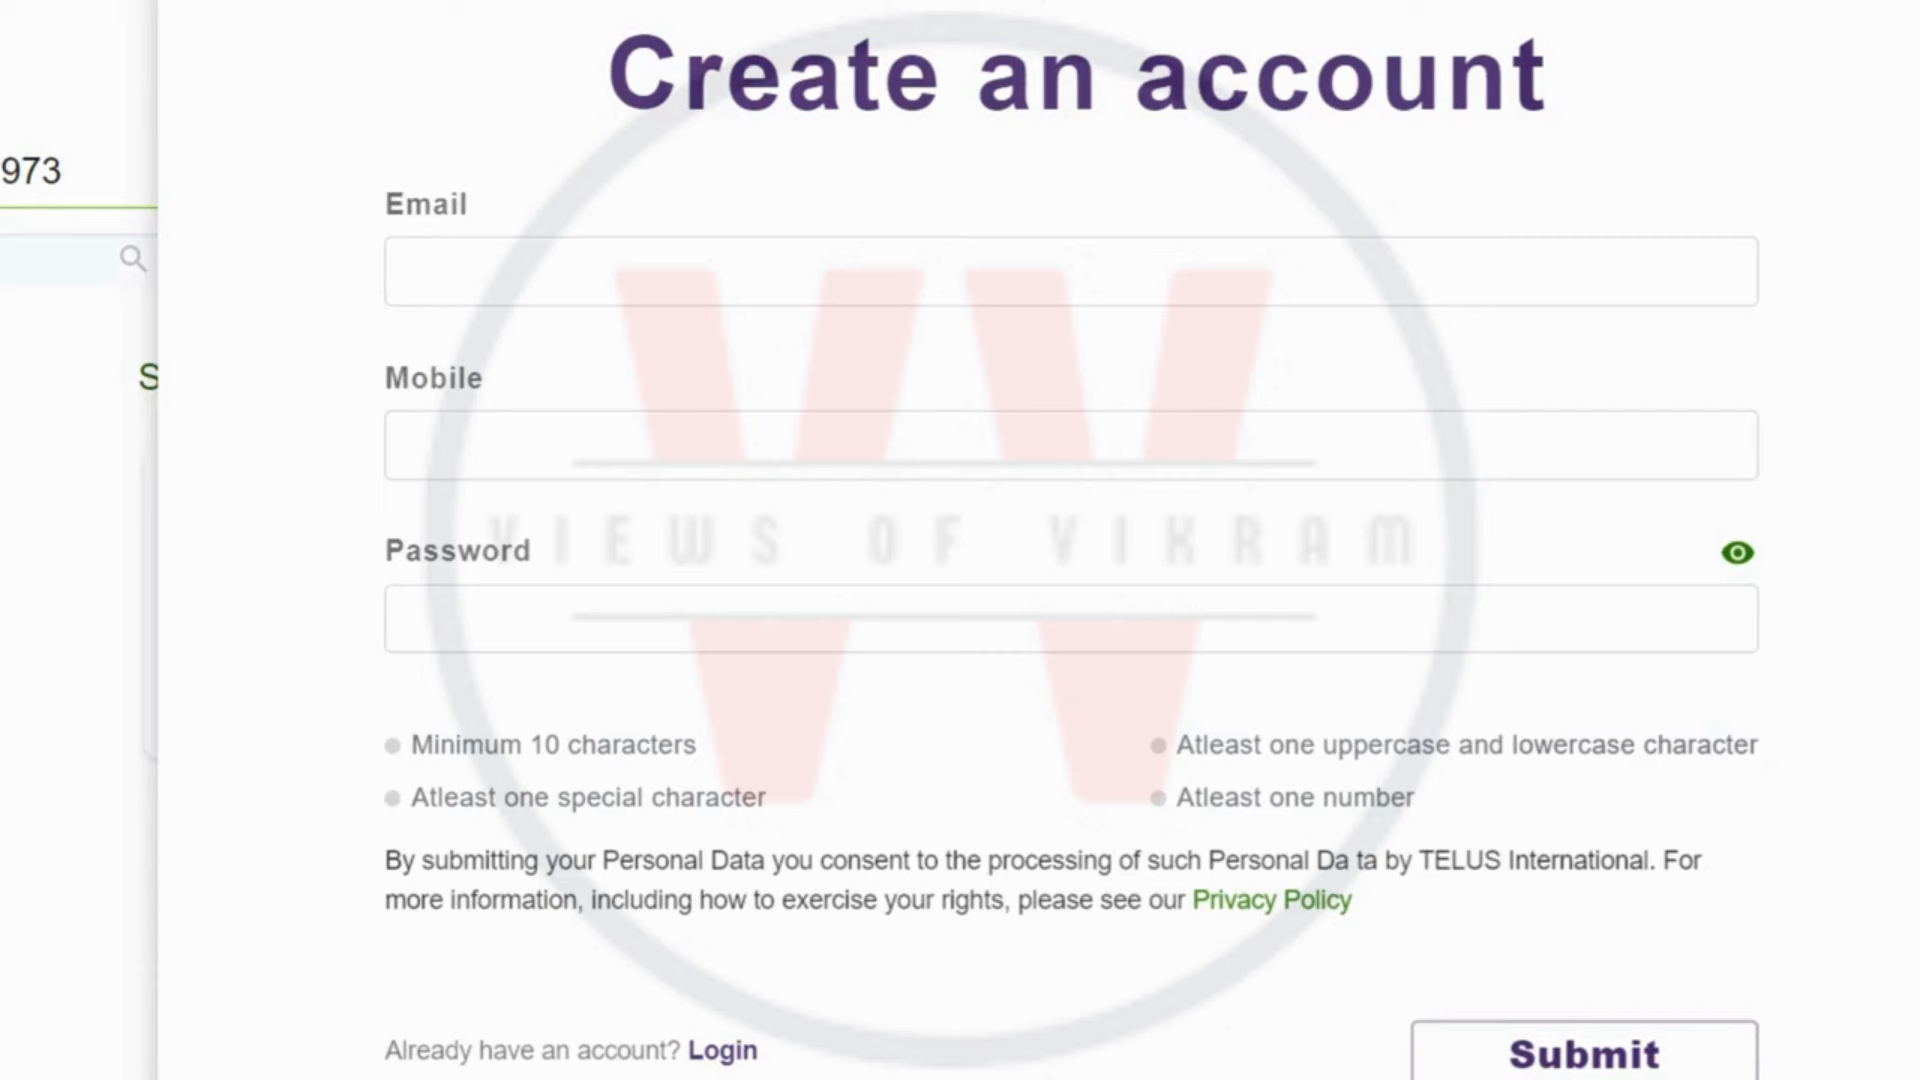 Create an account
973
Email
S
Mobile
VIEWS OF VIKRAM
Password
Minimum 10 characters
Atleast one uppercase and lowercase character
Atleast one special character
Atleast one number
By submitting your Personal Data you consent to the processing of such Personal Da ta by TELUS International. For
more information, including how to exercise your rights, please see our Privacy Policy
Already have an account? Login
Submit